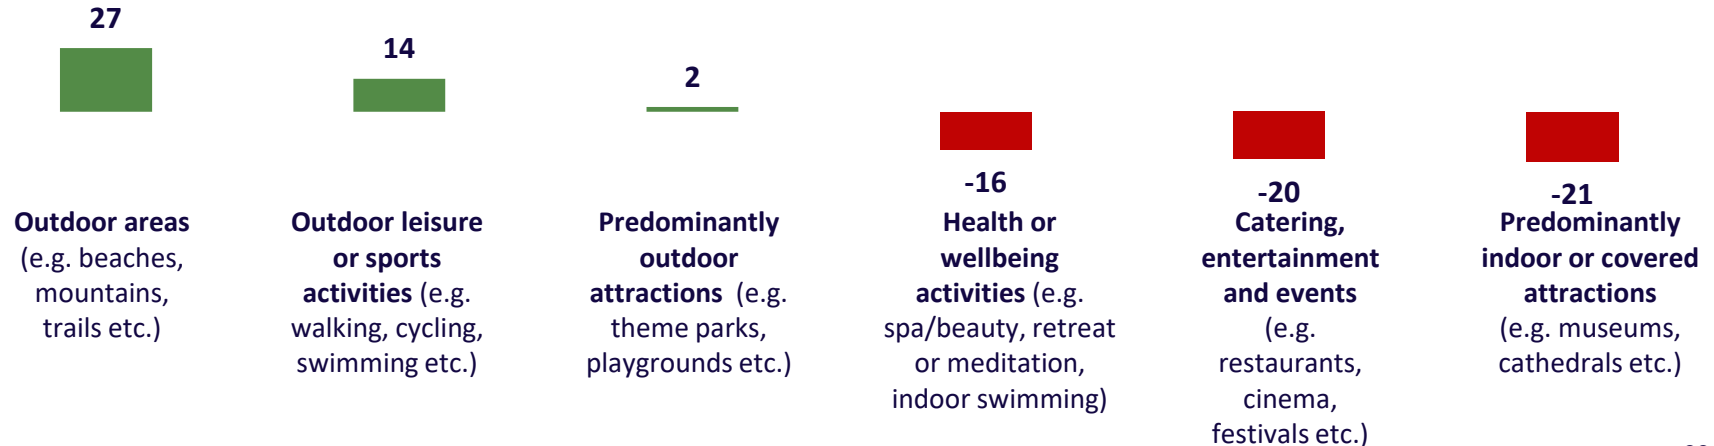 27
14
2
-16
-20
-21
Outdoor areas
(e.g. beaches,
mountains,
trails etc.)
Outdoor leisure
or sports
activities (e.g.
walking, cycling,
swimming etc.)
Predominantly
outdoor
attractions (e.g.
theme parks,
playgrounds etc.)
Health or
wellbeing
activities (e.g.
spa/beauty, retreat
or meditation,
indoor swimming)
Catering,
entertainment
and events
(e.g.
restaurants,
cinema,
festivals etc.)
Predominantly
indoor or covered
attractions
(e.g. museums,
cathedrals etc.)